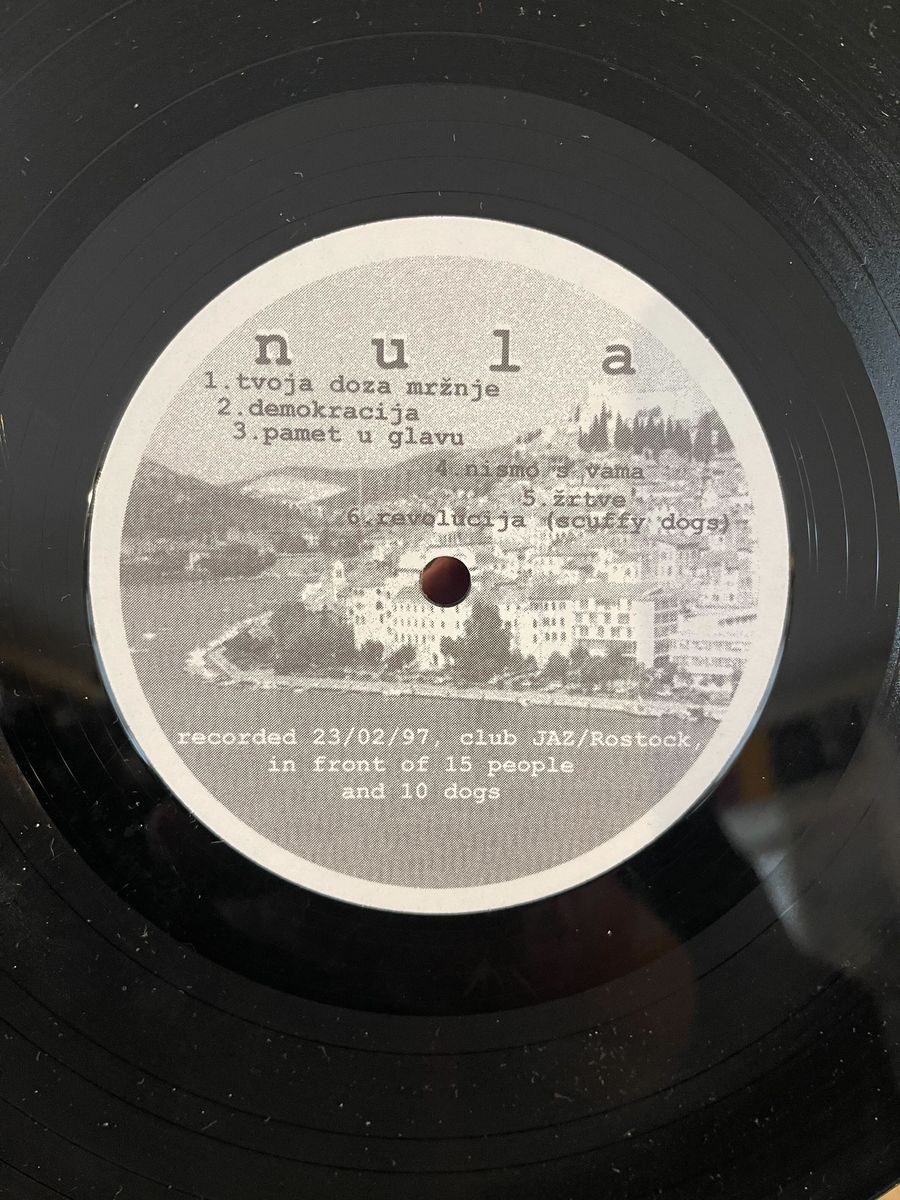 n u l a
1.tvoja doza mržnje
2.demokracija
3.pamet u glavu
4.nismo s vama
5.žrtve
6.revolucija (scuffy dogs)
recorded 23/02/97, club JAZ/Rostock,
in front of 15 people
and 10 dogs